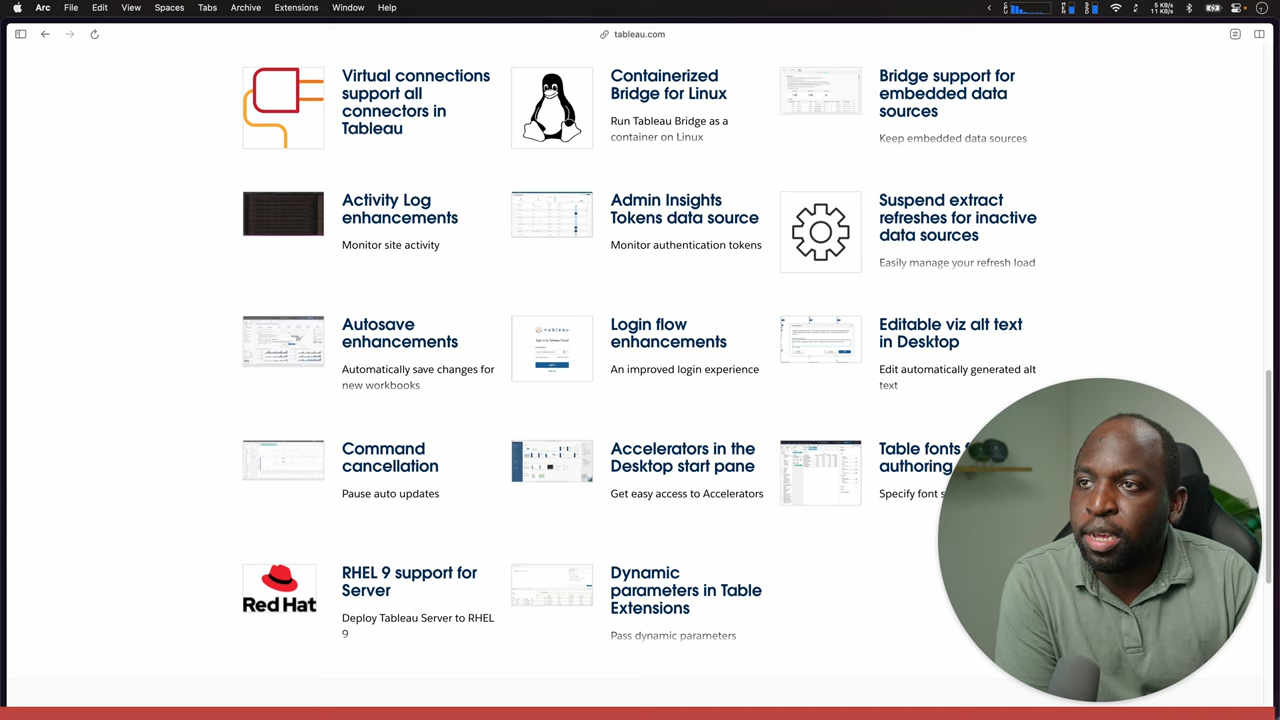 Arc File Edit View Spaces Tabs Archive Extensions Window Help
5 KB/s
11 KB/s
tableau.com
Virtual connections
support all
connectors in
Tableau
Containerized
Bridge for Linux
Run Tableau Bridge as a
container on Linux
Bridge support for
embedded data
sources
Keep embedded data sources
Activity Log
enhancements
Monitor site activity
Admin Insights
Tokens data source
Monitor authentication tokens
Suspend extract
refreshes for inactive
data sources
Easily manage your refresh load
Autosave
enhancements
Automatically save changes for
new workbooks
Login flow
enhancements
An improved login experience
Editable viz alt text
in Desktop
Edit automatically generated alt
text
Command
cancellation
Pause auto updates
Accelerators in the
Desktop start pane
Get easy access to Accelerators
Table fonts
authoring
Specify font
Red Hat
RHEL 9 support for
Server
Deploy Tableau Server to RHEL
9
Dynamic
parameters in Table
Extensions
Pass dynamic parameters